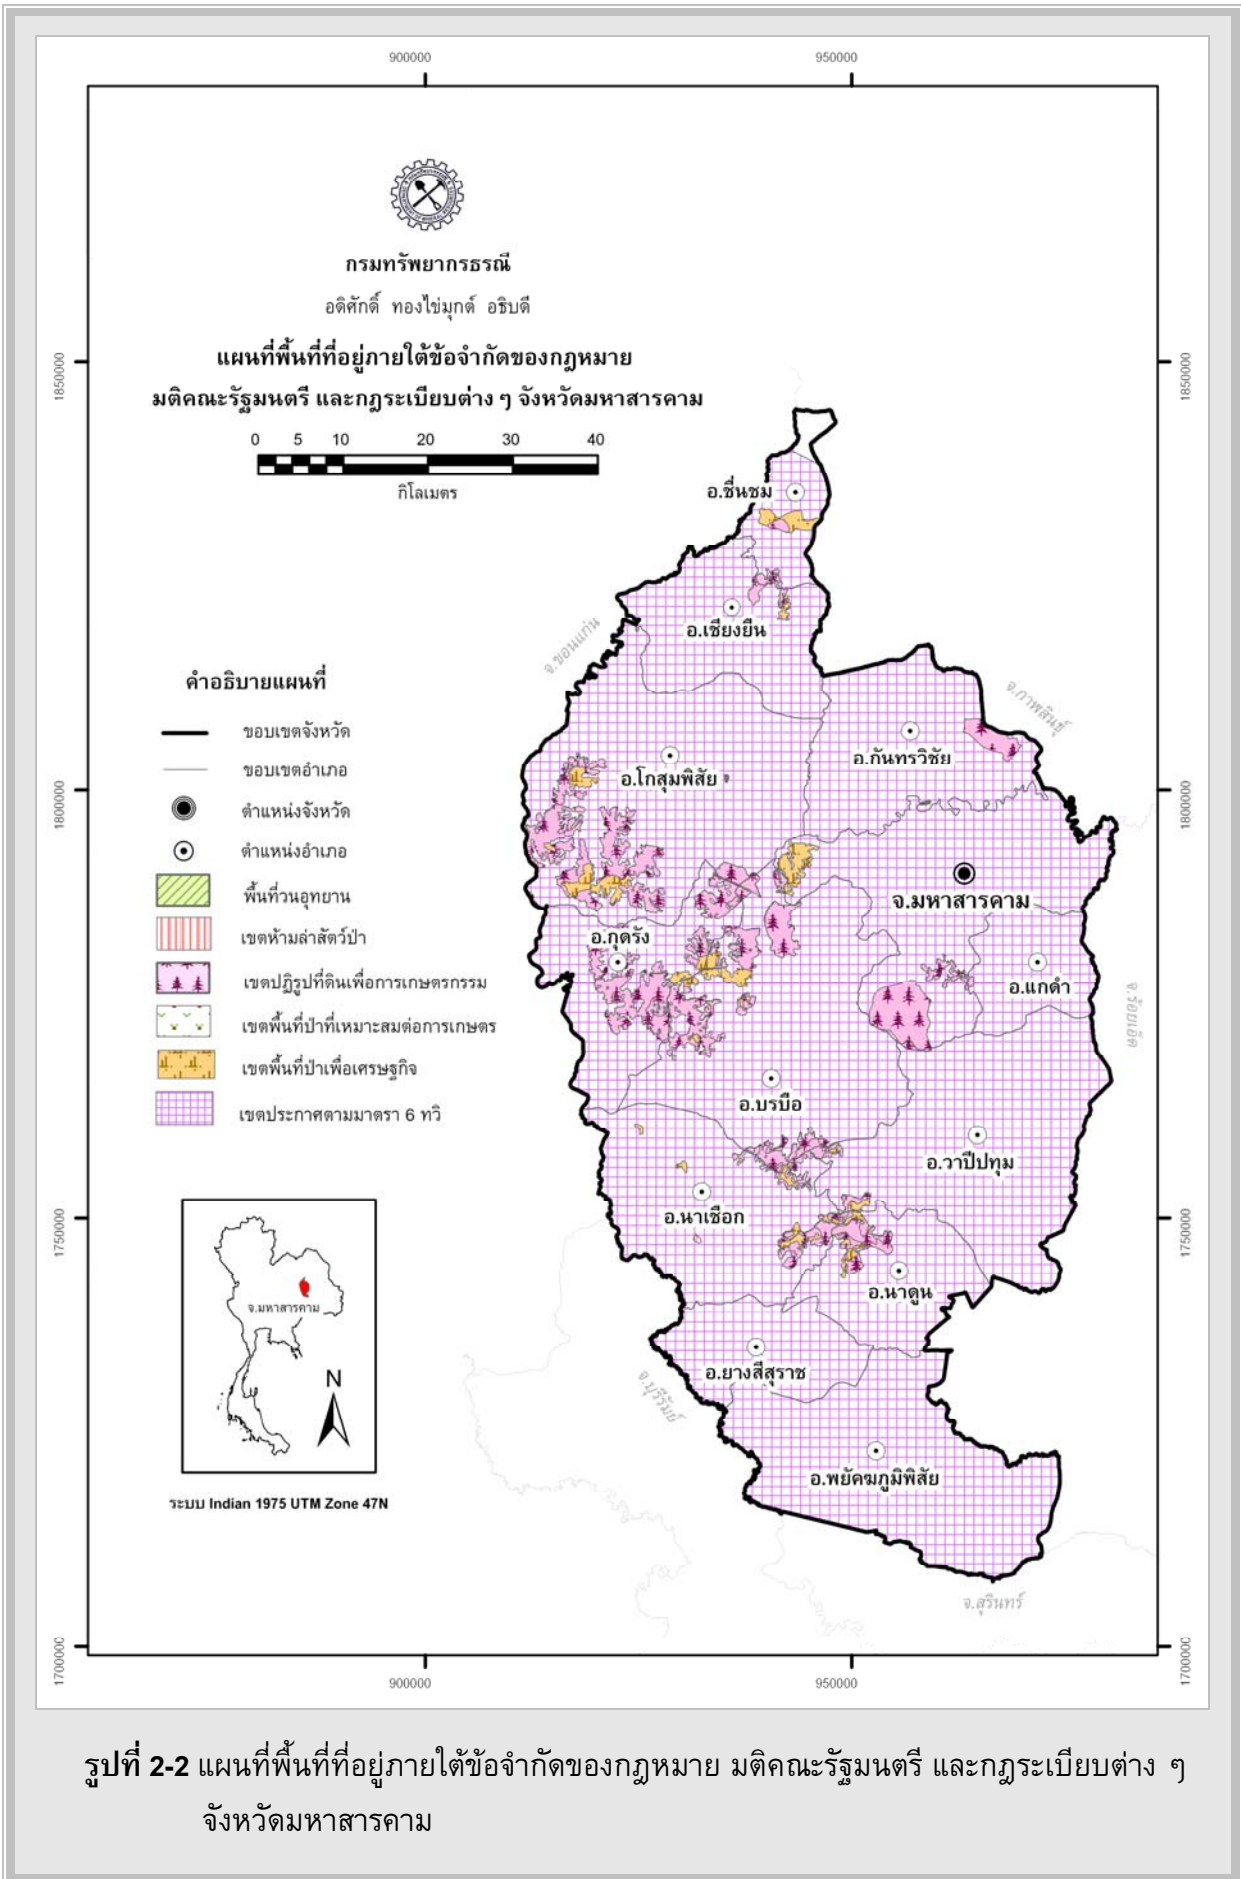 900000
950000
กรมทรัพยากรธรณี
อดิศักดิ์ ทองไข่มุกต์ อธิบดี
แผนที่พื้นที่ที่อยู่ภายใต้ข้อจำกัดของกฎหมาย
มติคณะรัฐมนตรี และกฎระเบียบต่าง ๆ จังหวัดมหาสารคาม
0 5 10 20 30 40
กิโลเมตร
1850000
1850000
อ.ชื่นชม
อ.เชียงยืน
จ.ขอนแก่น
จ.กาฬสินธุ์
อ.กันทรวิชัย
อ.โกสุมพิสัย
1800000
1800000
จ.มหาสารคาม
อ.กุดรัง
อ.แกดำ
จ.ร้อยเอ็ด
อ.บรบือ
อ.วาปีปทุม
อ.นาเชือก
1750000
1750000
อ.นาดูน
อ.ยางสีสุราช
จ.บุรีรัมย์
อ.พยัคฆภูมิพิสัย
จ.สุรินทร์
คำอธิบายแผนที่
ขอบเขตจังหวัด
ขอบเขตอำเภอ
ตำแหน่งจังหวัด
ตำแหน่งอำเภอ
พื้นที่วนอุทยาน
เขตห้ามล่าสัตว์ป่า
เขตปฏิรูปที่ดินเพื่อการเกษตรกรรม
เขตพื้นที่ป่าที่เหมาะสมต่อการเกษตร
เขตพื้นที่ป่าเพื่อเศรษฐกิจ
เขตประกาศตามมาตรา 6 ทวิ
จ.มหาสารคาม
N
ระบบ Indian 1975 UTM Zone 47N
1700000
1700000
900000
950000
รูปที่ 2-2 แผนที่พื้นที่ที่อยู่ภายใต้ข้อจำกัดของกฎหมาย มติคณะรัฐมนตรี และกฎระเบียบต่าง ๆ
จังหวัดมหาสารคาม